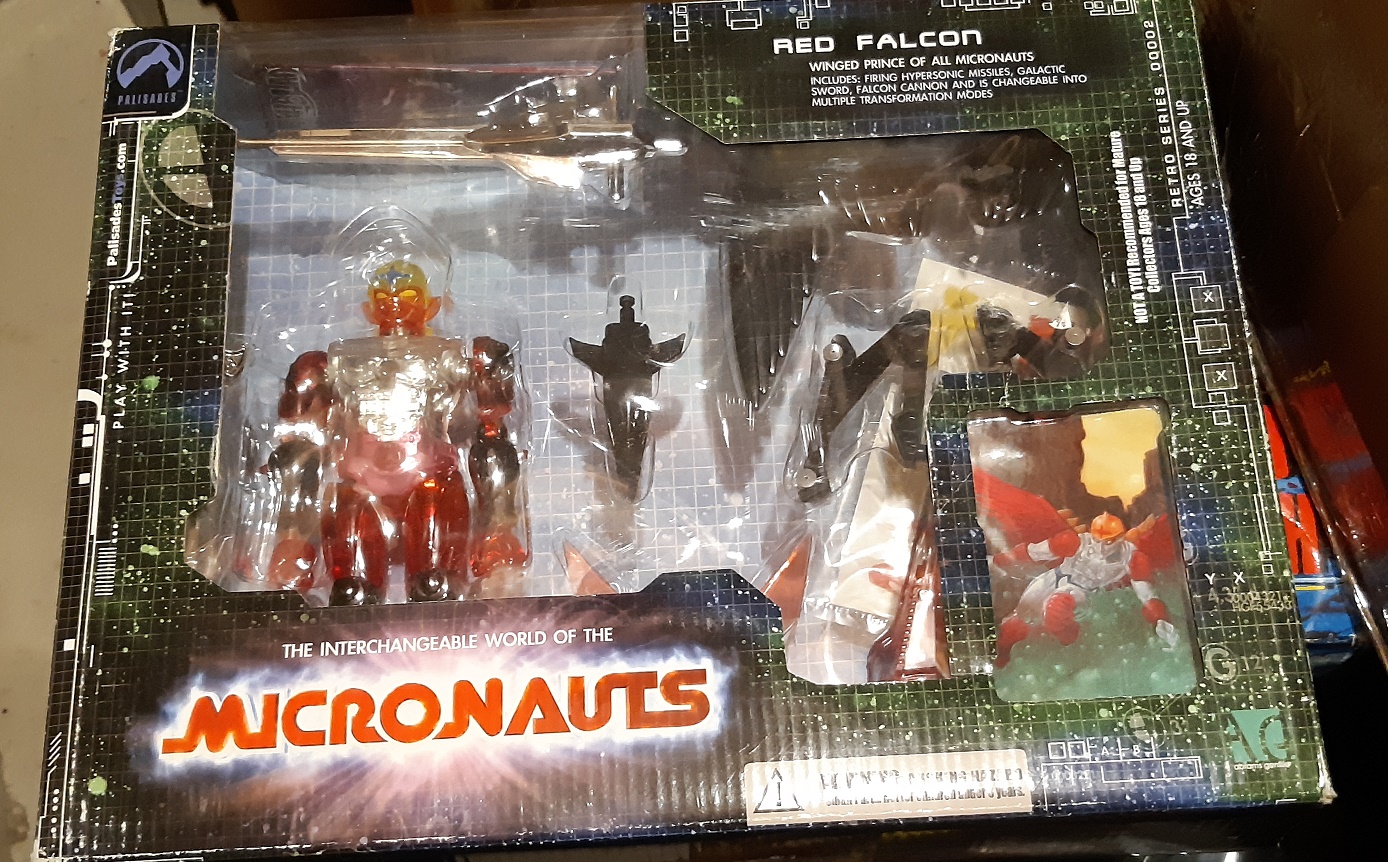 PALISADES
PalisadesToys.com
PLAY WITH IT!
RED FALCON
WINGED PRINCE OF ALL MICRONAUTS
INCLUDES: FIRING HYPERSONIC MISSILES, GALACTIC
SWORD, FALCON CANNON AND IS CHANGEABLE INTO
MULTIPLE TRANSFORMATION MODES
RETRO SERIES 00002
AGES 18 AND UP
NOT A TOY! Recommended for Mature
Collectors Ages 18 and Up
X
X
Y X
THE INTERCHANGEABLE WORLD OF THE
MICRONAUTS
A
B
abrams gentile